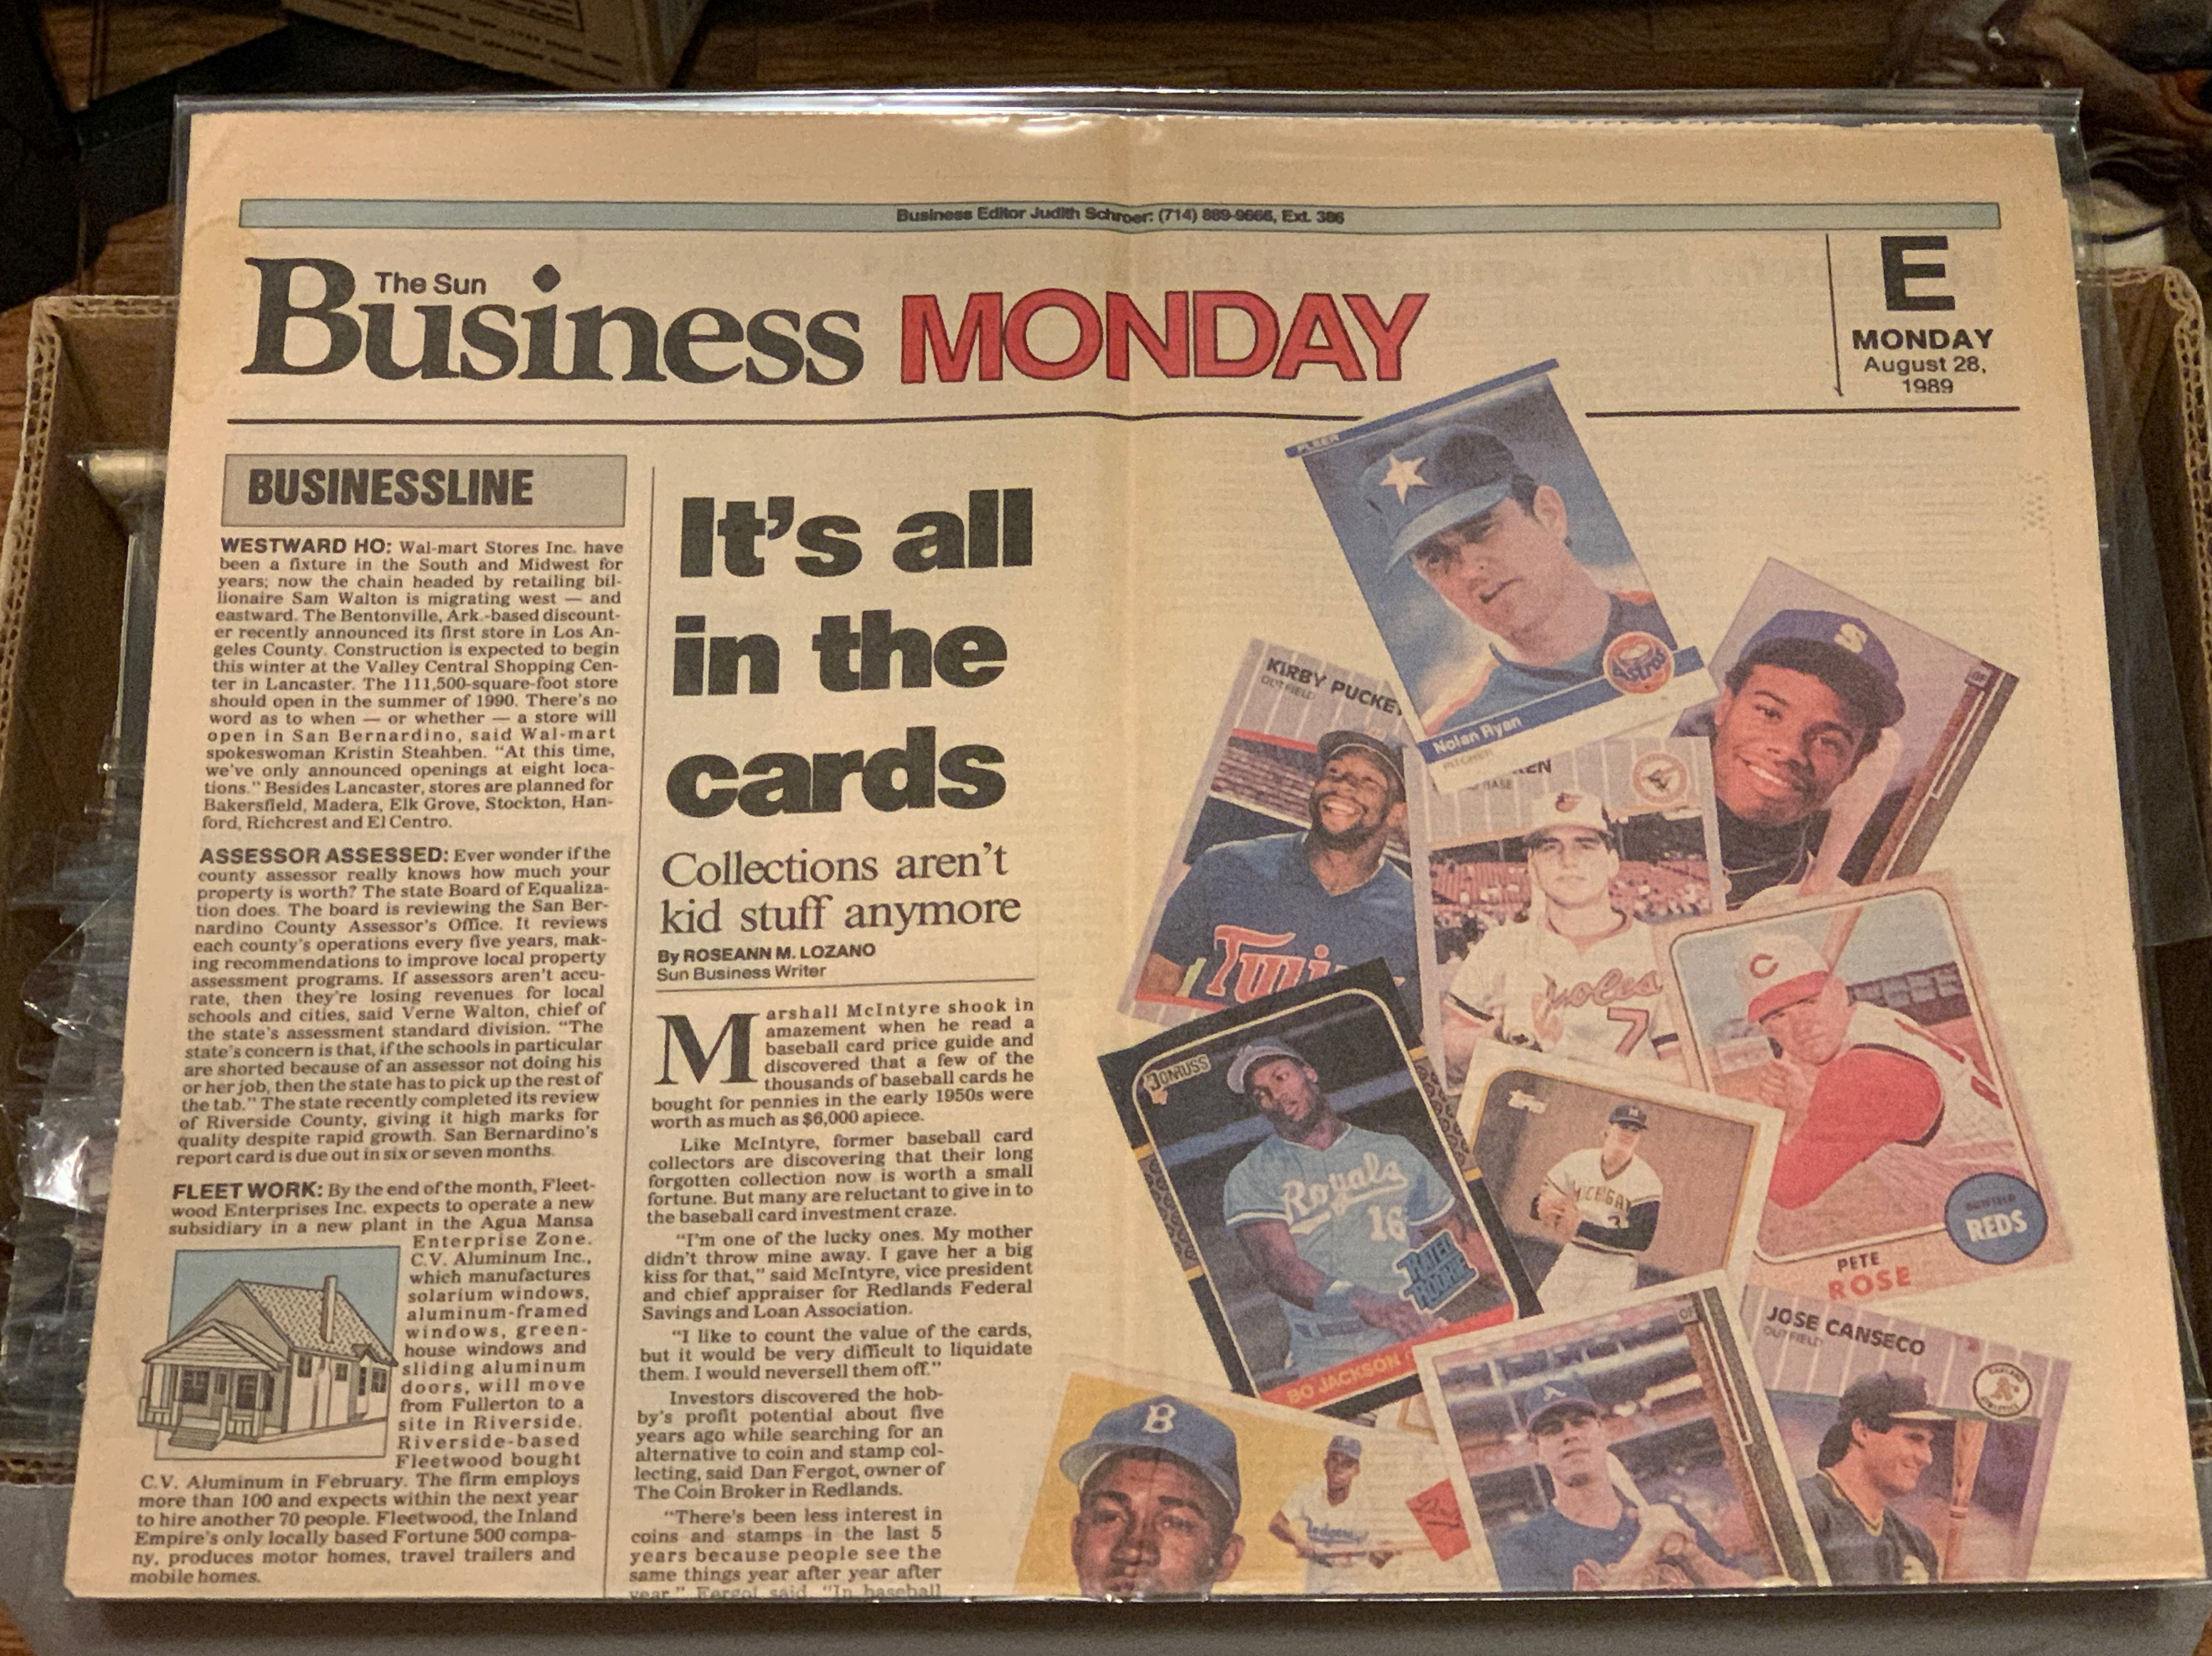 Business Editor Judith Schroer: (714) 889-9666, Ext. 386
The Sun
Business MONDAY
E
MONDAY
August 28,
1989
BUSINESSLINE
WESTWARD HO: Wal-mart Stores Inc. have
been a fixture in the South and Midwest for
years; now the chain headed by retailing bil-
lionaire Sam Walton is migrating west — and
eastward. The Bentonville, Ark.-based discount-
er recently announced its first store in Los An-
geles County. Construction is expected to begin
this winter at the Valley Central Shopping Cen-
ter in Lancaster. The 111,500-square-foot store
should open in the summer of 1990. There's no
word as to when — or whether — a store will
open in San Bernardino, said Wal-mart
spokeswoman Kristin Steahben. "At this time,
we've only announced openings at eight loca-
tions." Besides Lancaster, stores are planned for
Bakersfield, Madera, Elk Grove, Stockton, Han-
ford, Richcrest and El Centro.
ASSESSOR ASSESSED: Ever wonder if the
county assessor really knows how much your
property is worth? The state Board of Equaliza-
tion does. The board is reviewing the San Ber-
nardino County Assessor's Office. It reviews
each county's operations every five years, mak-
ing recommendations to improve local property
assessment programs. If assessors aren't accu-
rate, then they're losing revenues for local
schools and cities, said Verne Walton, chief of
the state's assessment standard division. "The
state's concern is that, if the schools in particular
are shorted because of an assessor not doing his
or her job, then the state has to pick up the rest of
the tab." The state recently completed its review
of Riverside County, giving it high marks for
quality despite rapid growth. San Bernardino's
report card is due out in six or seven months.
FLEET WORK: By the end of the month, Fleet-
wood Enterprises Inc. expects to operate a new
subsidiary in a new plant in the Agua Mansa
Enterprise Zone.
C.V. Aluminum Inc.,
which manufactures
solarium windows,
aluminum-framed
windows, green-
house windows and
sliding aluminum
doors, will move
from Fullerton to a
site in Riverside.
Riverside-based
Fleetwood bought
C.V. Aluminum in February. The firm employs
more than 100 and expects within the next year
to hire another 70 people. Fleetwood, the Inland
Empire's only locally based Fortune 500 compa-
ny, produces motor homes, travel trailers and
mobile homes.
It's all
in the
cards
Collections aren't
kid stuff anymore
By ROSEANN M. LOZANO
Sun Business Writer
Marshall McIntyre shook in
amazement when he read a
baseball card price guide and
discovered that a few of the
thousands of baseball cards he
bought for pennies in the early 1950s were
worth as much as $6,000 apiece.
Like McIntyre, former baseball card
collectors are discovering that their long
forgotten collection now is worth a small
fortune. But many are reluctant to give in to
the baseball card investment craze.
"I'm one of the lucky ones. My mother
didn't throw mine away. I gave her a big
kiss for that," said McIntyre, vice president
and chief appraiser for Redlands Federal
Savings and Loan Association.
"I like to count the value of the cards,
but it would be very difficult to liquidate
them. I would neversell them off."
Investors discovered the hob-
by's profit potential about five
years ago while searching for an
alternative to coin and stamp col-
lecting, said Dan Fergot, owner of
The Coin Broker in Redlands.
"There's been less interest in
coins and stamps in the last 5
years because people see the
same things year after year after
year," Fergot said. "In baseball
FLEER
Astros
Nolan Ryan
PITCHER
KIRBY PUCKE
OUTFIELD
Twi
S
OF
KEN
BASE
oles
7
C
OUTFIELD
REDS
PETE
ROSE
DONRUSS
Royals
16
RATED
ROOKIE
BO JACKSON
Topps
M
MICHIGAN
B
Dodgers
OF
A
JOSE CANSECO
OUTFIELD
OAKLAND
A's
ATHLETICS